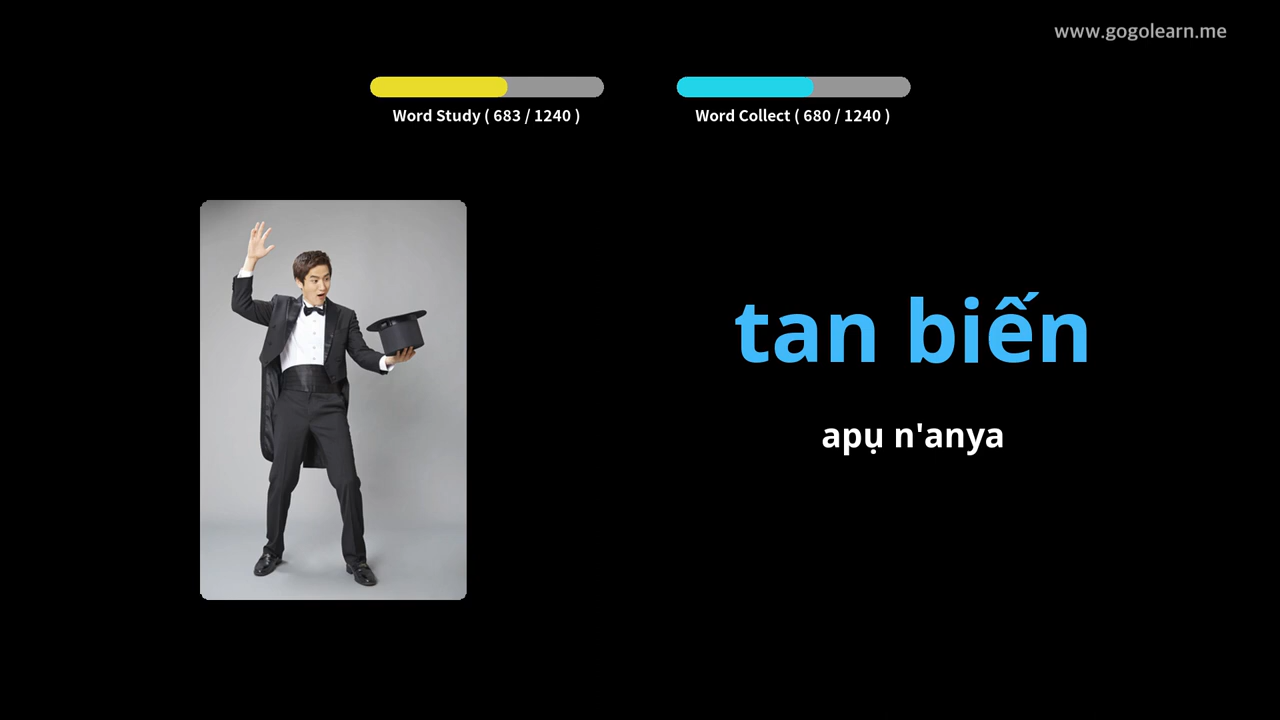 www.gogolearn.me
Word Study ( 683 / 1240 )
Word Collect ( 680 / 1240 )
tan biến
apụ n'anya